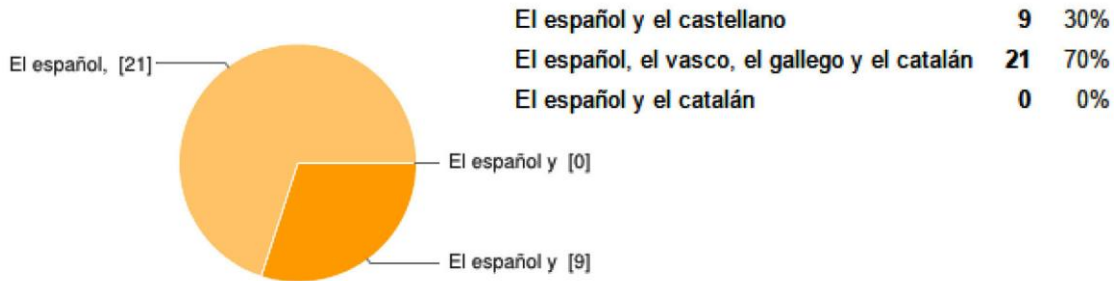 El español, [21]
El español y [0]
El español y [9]
El español y el castellano 9 30%
El español, el vasco, el gallego y el catalán 21 70%
El español y el catalán 0 0%